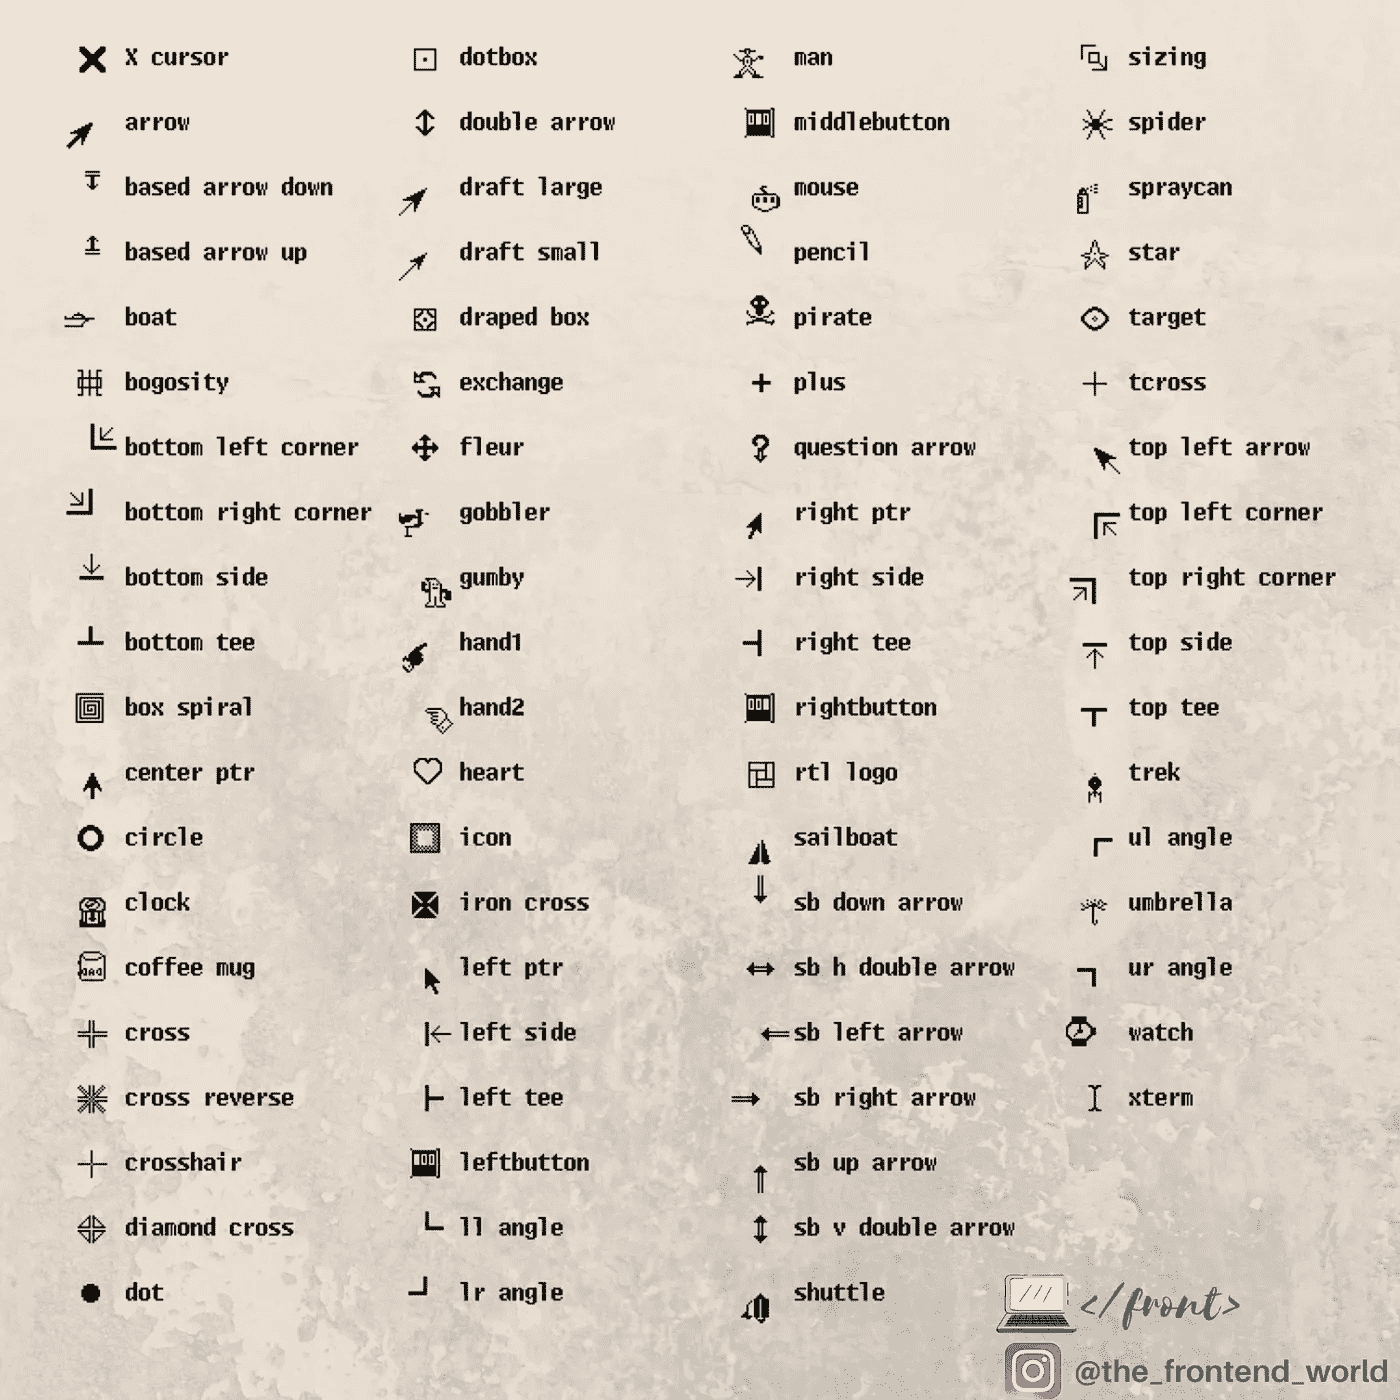 X cursor
arrow
based arrow down
based arrow up
boat
bogosity
bottom left corner
bottom right corner
bottom side
bottom tee
box spiral
center ptr
circle
clock
coffee mug
cross
cross reverse
crosshair
diamond cross
dot
dotbox
double arrow
draft large
draft small
draped box
exchange
fleur
gobbler
gumby
hand1
hand2
heart
icon
iron cross
left ptr
left side
left tee
leftbutton
ll angle
lr angle
man
middlebutton
mouse
pencil
pirate
plus
question arrow
right ptr
right side
right tee
rightbutton
rtl logo
sailboat
sb down arrow
sb h double arrow
sb left arrow
sb right arrow
sb up arrow
sb v double arrow
shuttle
sizing
spider
spraycan
star
target
tcross
top left arrow
top left corner
top right corner
top side
top tee
trek
ul angle
umbrella
ur angle
watch
xterm
</front>
@the_frontend_world